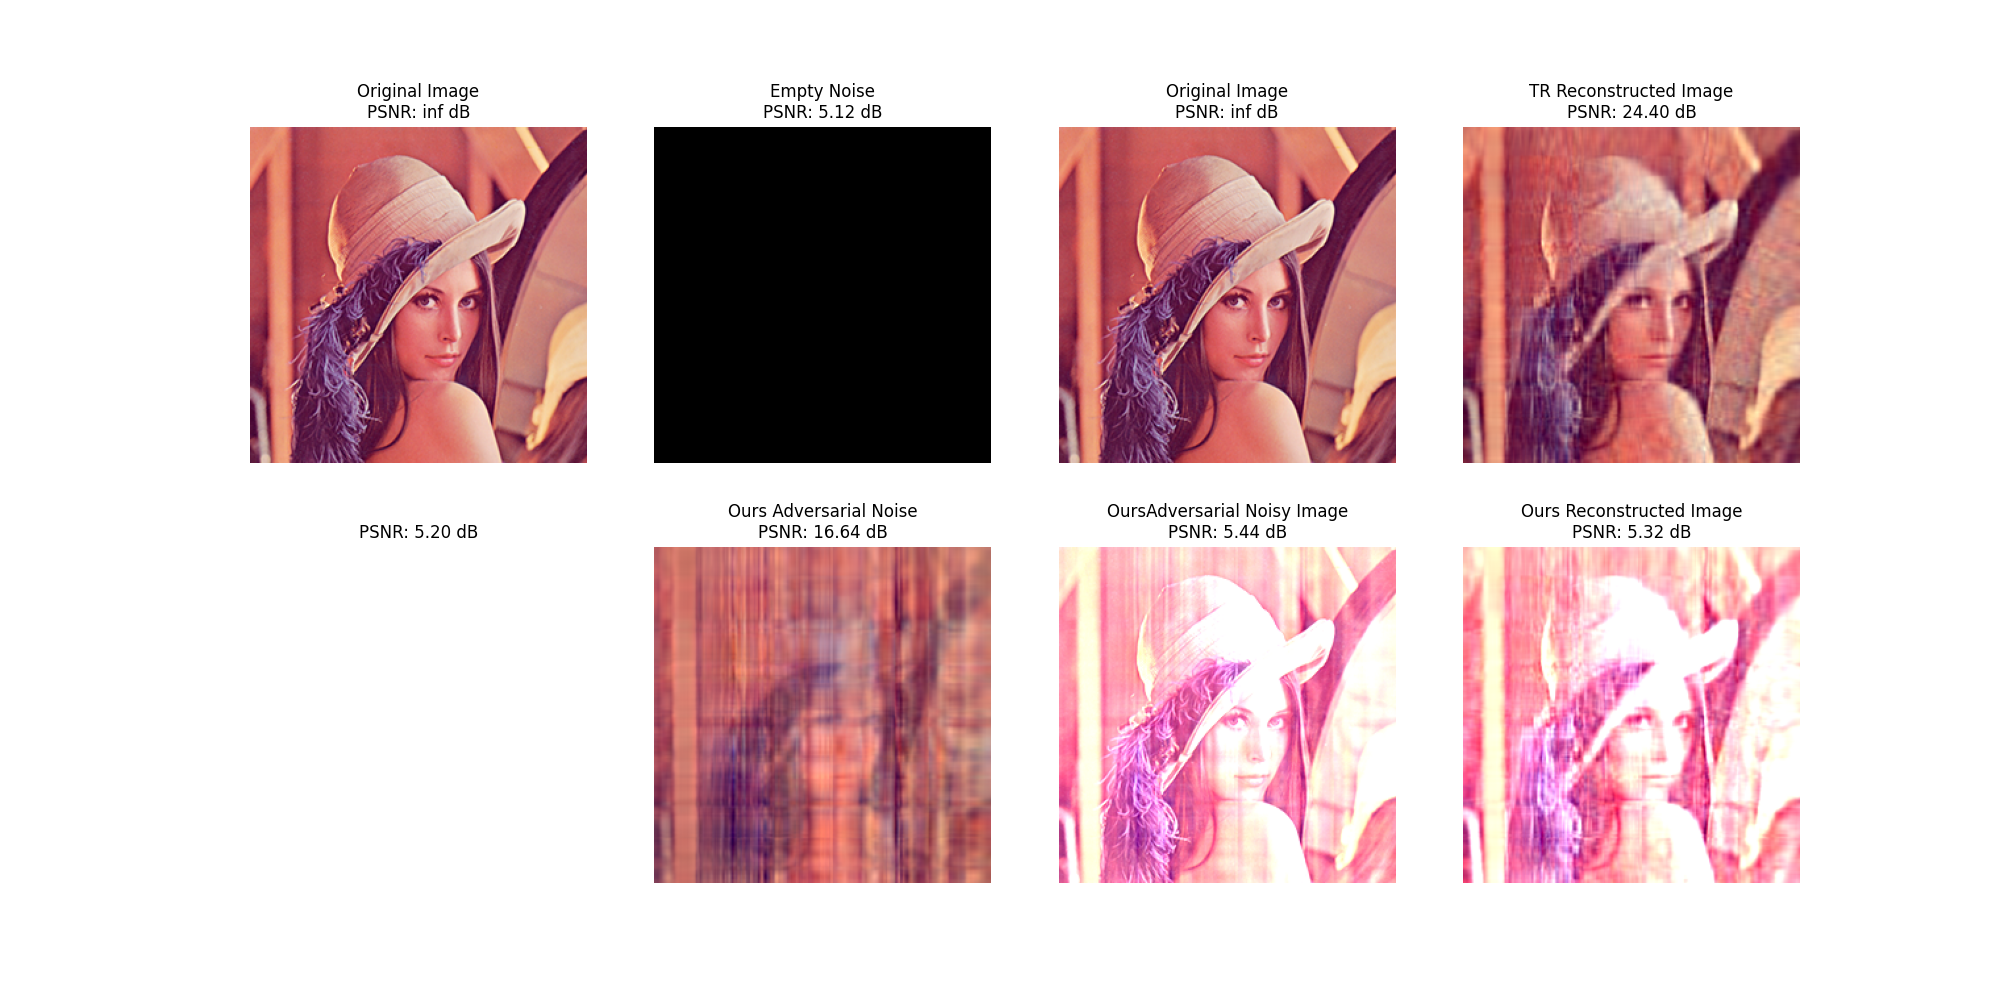 Original Image
PSNR: inf dB
Empty Noise
PSNR: 5.12 dB
Original Image
PSNR: inf dB
TR Reconstructed Image
PSNR: 24.40 dB
PSNR: 5.20 dB
Ours Adversarial Noise
PSNR: 16.64 dB
OursAdversarial Noisy Image
PSNR: 5.44 dB
Ours Reconstructed Image
PSNR: 5.32 dB